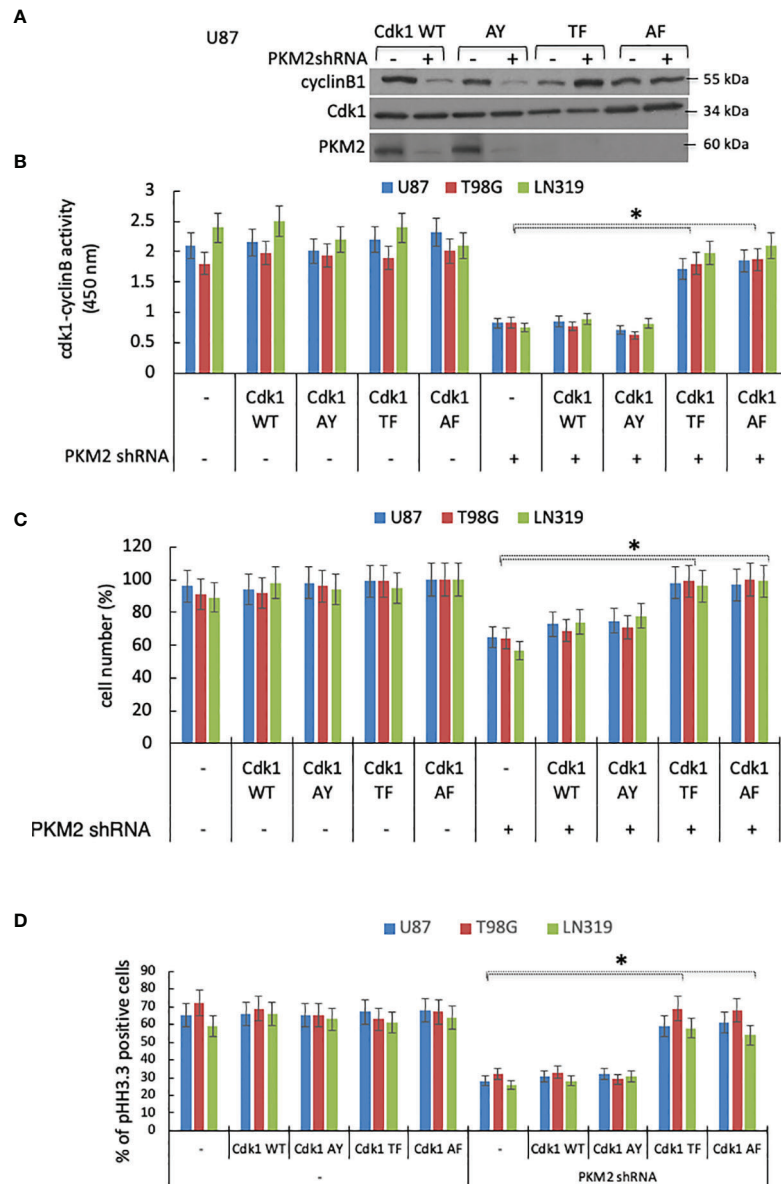 A
U87
Cdk1 WT AY TF AF
PKM2shRNA - + - + - + - +
cyclinB1 55 kDa
Cdk1 34 kDa
PKM2 60 kDa
B
U87 T98G LN319
cdk1-cyclinB activity
(450 nm)
3
2.5
2
1.5
1
0.5
0
*
- Cdk1 Cdk1 Cdk1 Cdk1 - Cdk1 Cdk1 Cdk1 Cdk1
WT AY TF AF WT AY TF AF
PKM2 shRNA - - - - - + + + + +
C
U87 T98G LN319
cell number (%)
120
100
80
60
40
20
0
*
- Cdk1 Cdk1 Cdk1 Cdk1 - Cdk1 Cdk1 Cdk1 Cdk1
WT AY TF AF WT AY TF AF
PKM2 shRNA - - - - - + + + + +
D
U87 T98G LN319
% of pHH3.3 positive cells
90
80
70
60
50
40
30
20
10
0
*
- Cdk1 WT Cdk1 AY Cdk1 TF Cdk1 AF - Cdk1 WT Cdk1 AY Cdk1 TF Cdk1 AF
- PKM2 shRNA